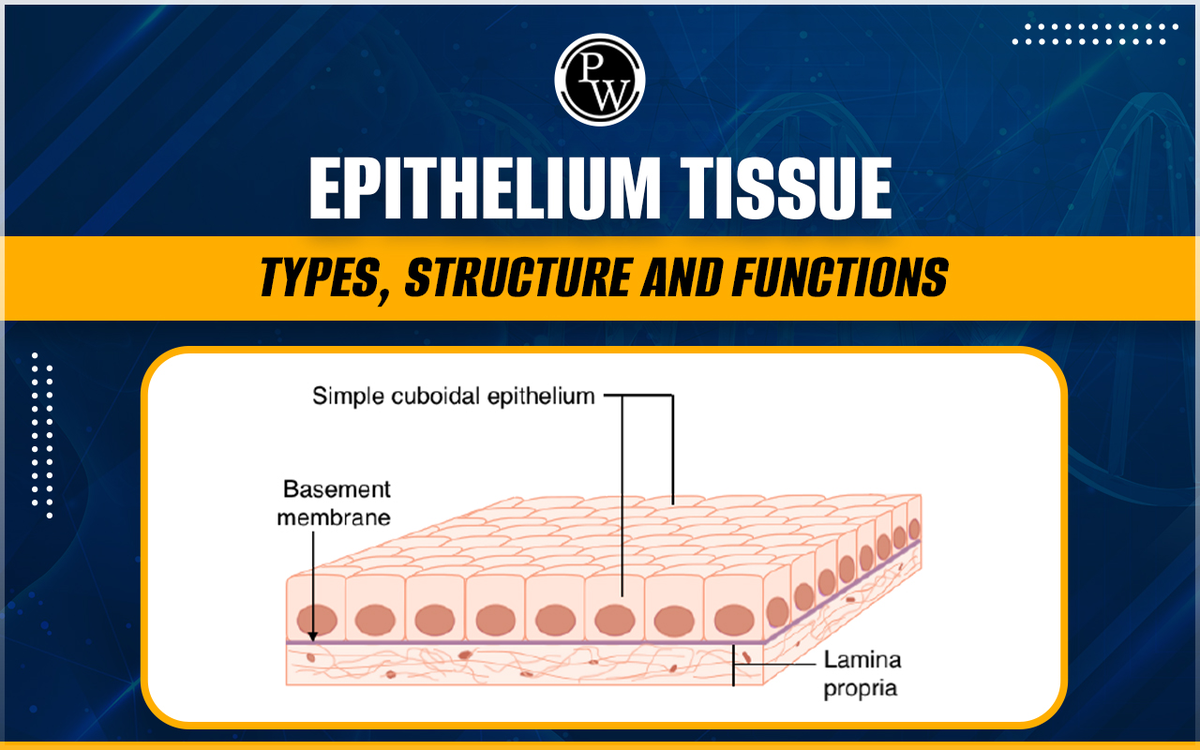 PW
EPITHELIUM TISSUE
TYPES, STRUCTURE AND FUNCTIONS
Simple cuboidal epithelium
Basement
membrane
Lamina
propria